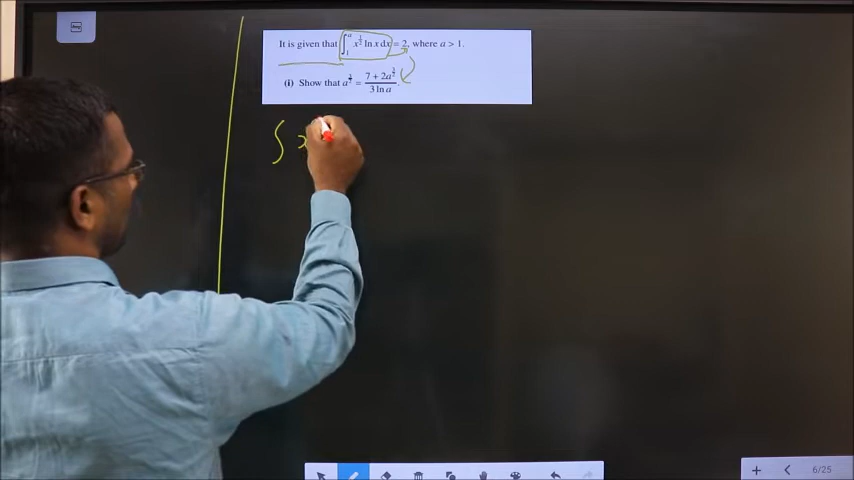 It is given that ∫₁ᵃ x^(1/2) ln x dx = 2, where a > 1.
(i) Show that a^(3/2) = (7 + 2a^(3/2)) / (3 ln a).
∫ x
6/25